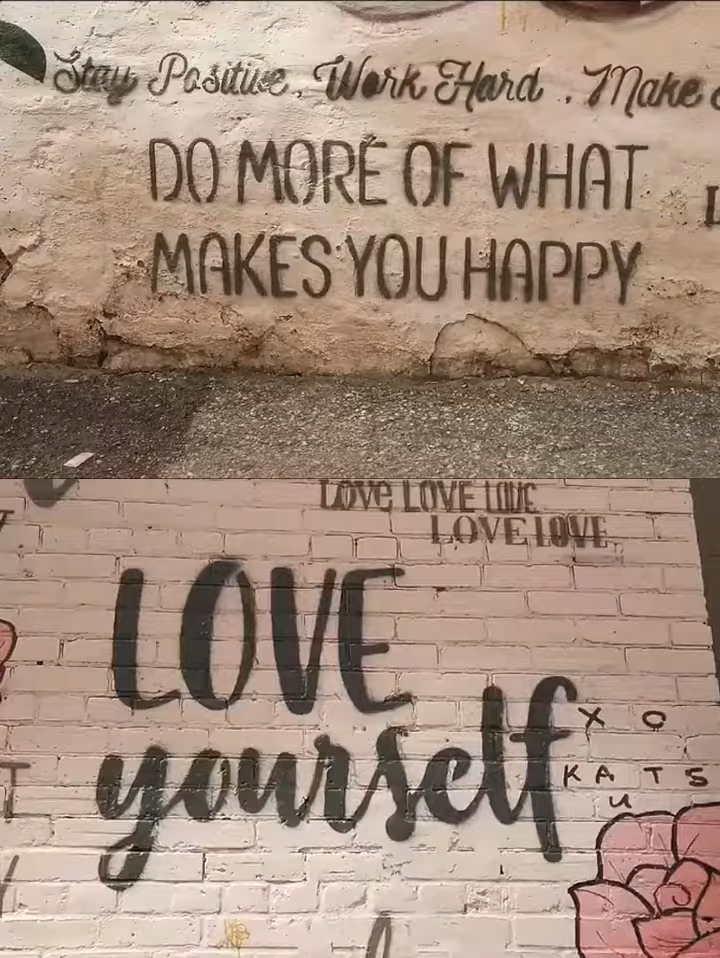 Stay Positive, Work Hard, Make
DO MORE OF WHAT
MAKES YOU HAPPY
LOVE LOVE LOVE
LOVE LOVE
LOVE
yourself
X O
K A T S
U